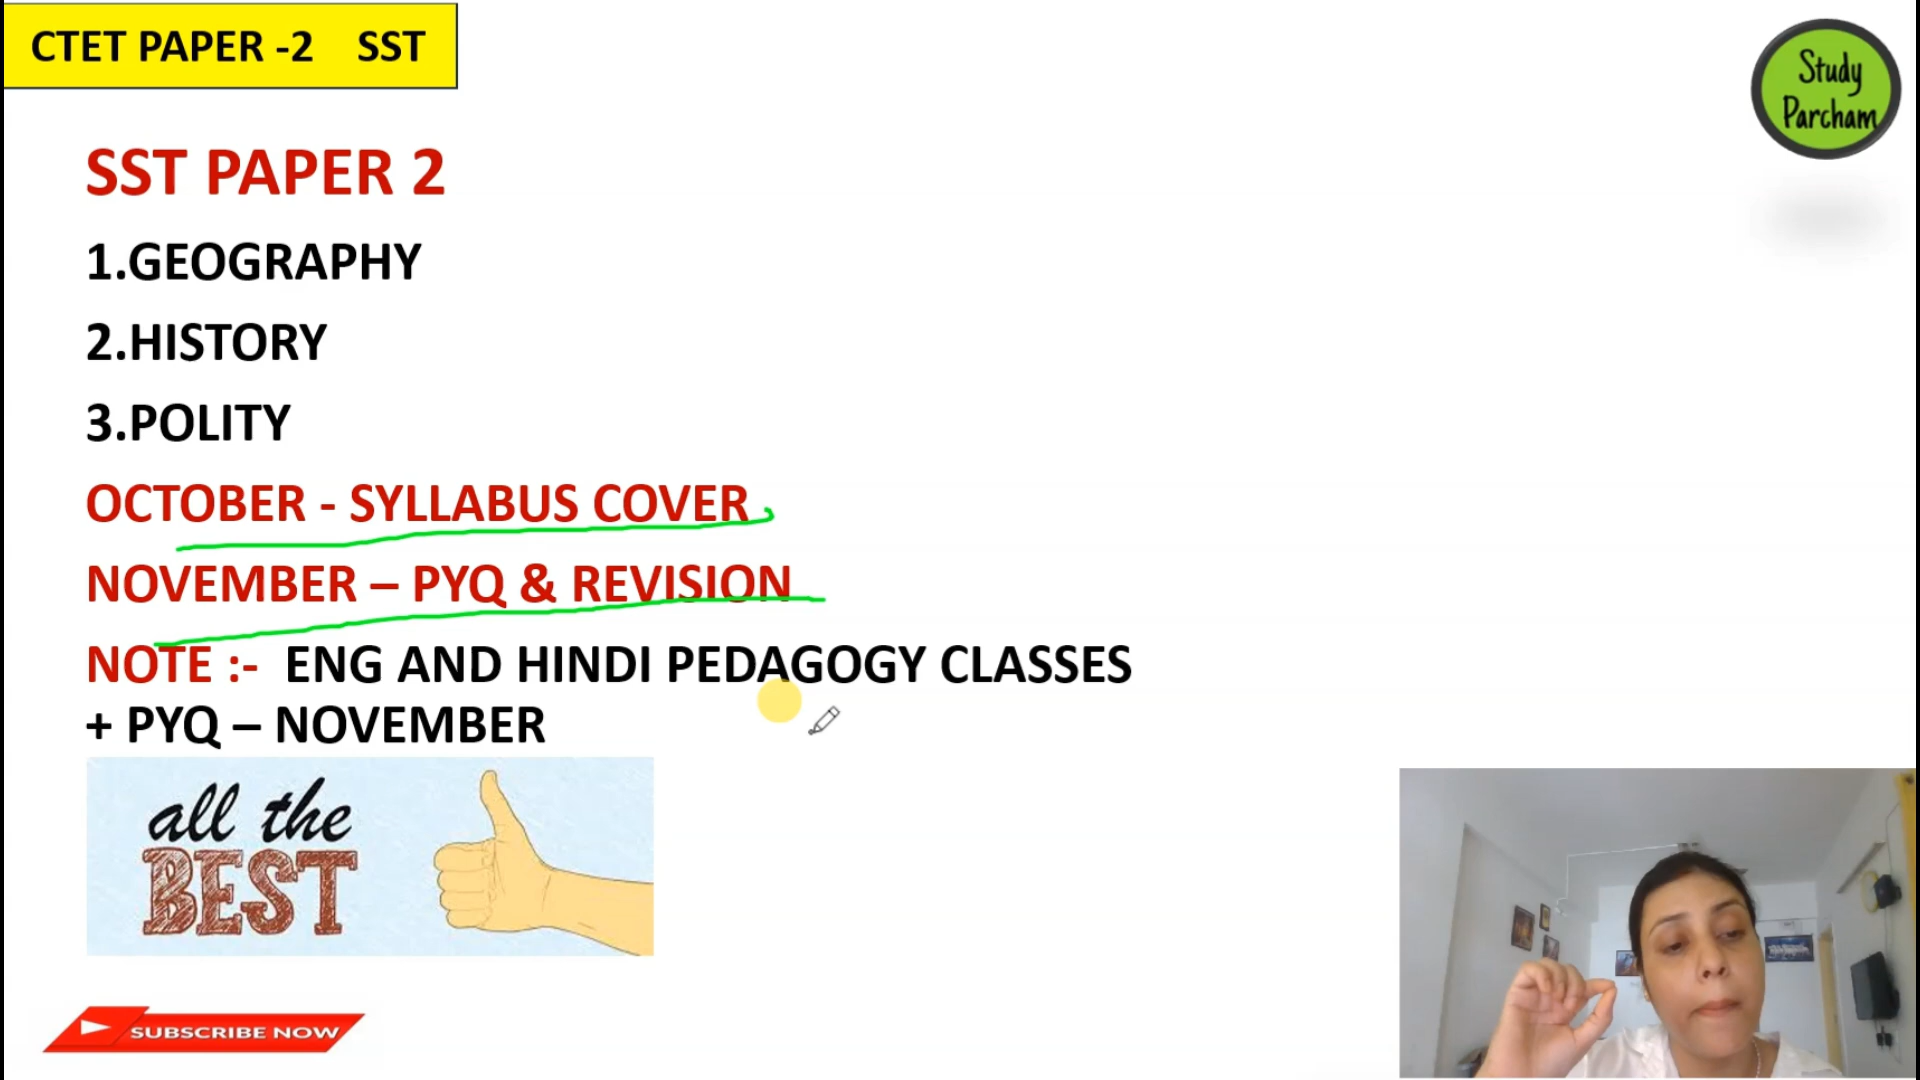 CTET PAPER -2 SST
Study
Parcham
SST PAPER 2
1.GEOGRAPHY
2.HISTORY
3.POLITY
OCTOBER - SYLLABUS COVER
NOVEMBER – PYQ & REVISION
NOTE :- ENG AND HINDI PEDAGOGY CLASSES
+ PYQ – NOVEMBER
all the
BEST
SUBSCRIBE NOW